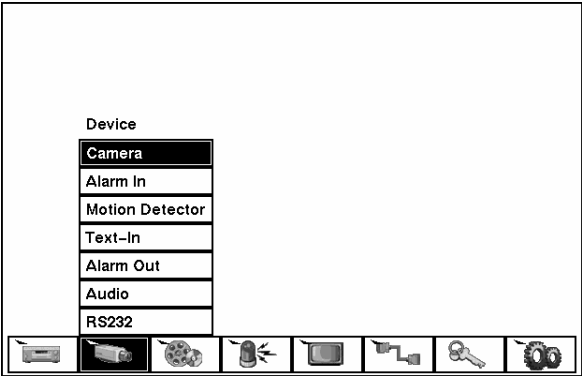 Device
Camera
Alarm In
Motion Detector
Text-In
Alarm Out
Audio
RS232